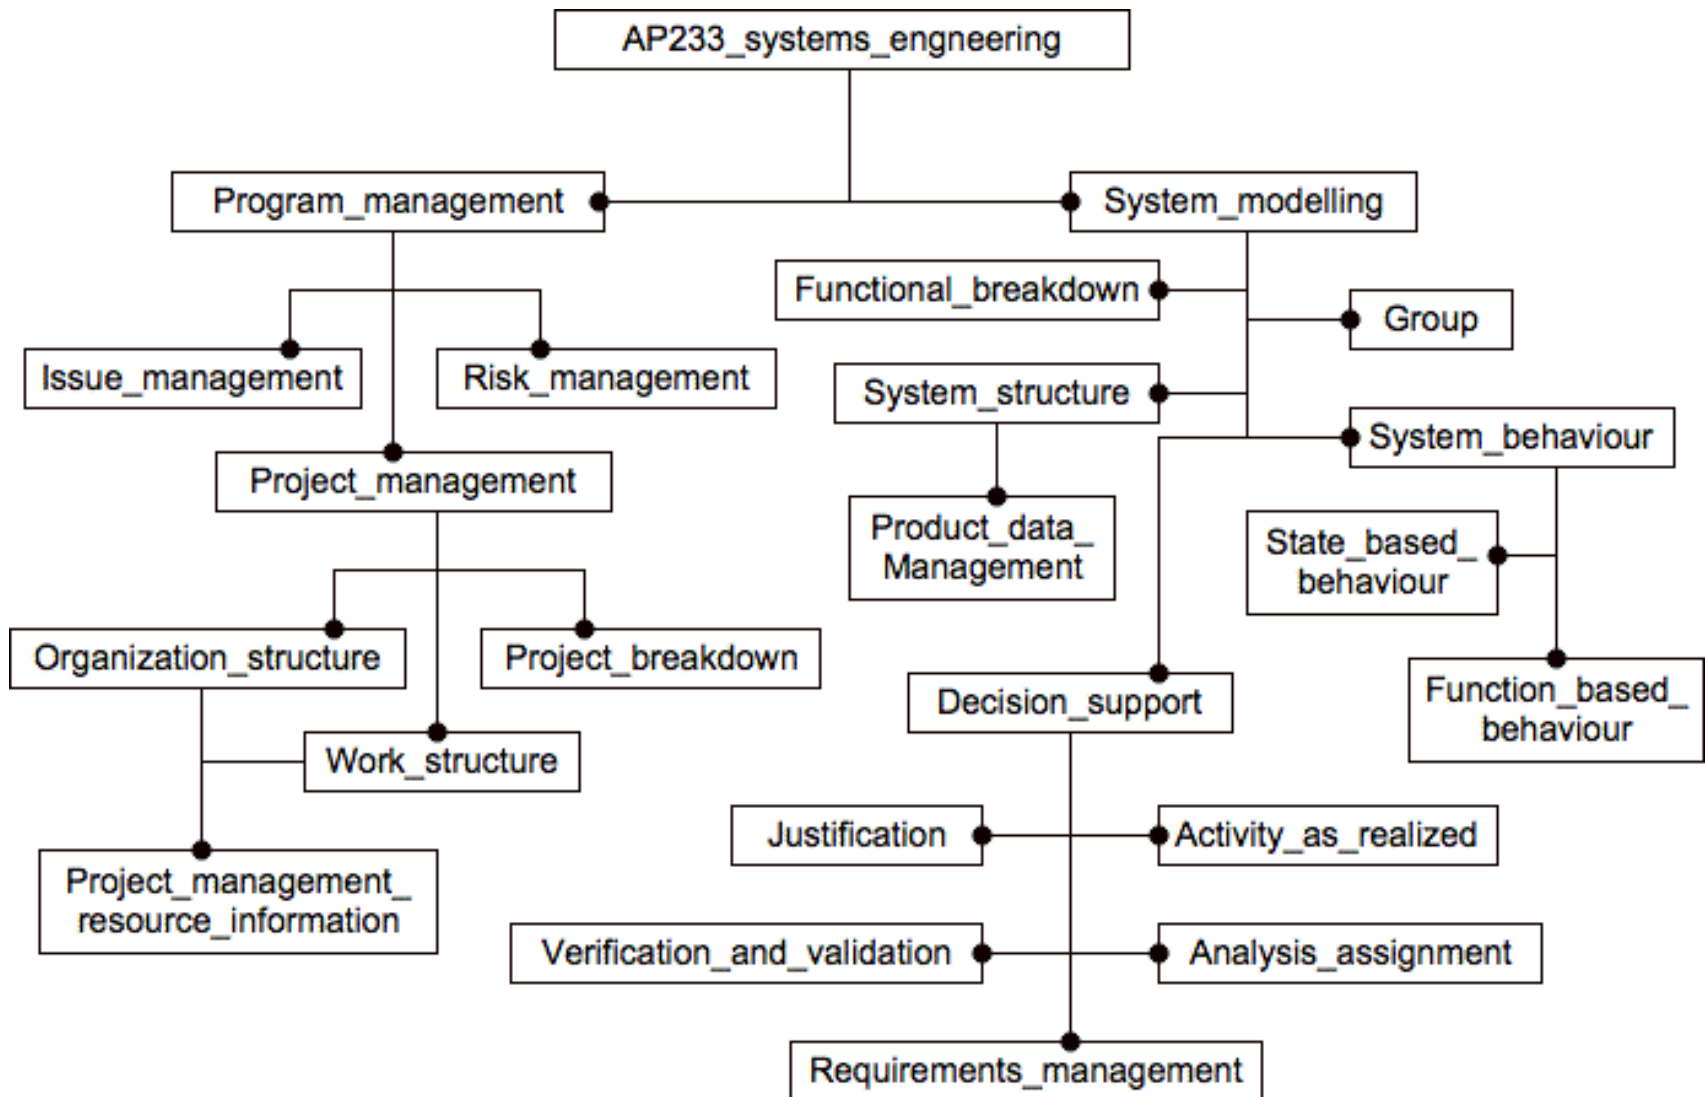 AP233_systems_engneering
Program_management
System_modelling
Functional_breakdown
Group
Issue_management
Risk_management
System_structure
System_behaviour
Project_management
Product_data_
Management
State_based_
behaviour
Organization_structure
Project_breakdown
Decision_support
Function_based_
behaviour
Work_structure
Justification
Activity_as_realized
Project_management_
resource_information
Verification_and_validation
Analysis_assignment
Requirements_management